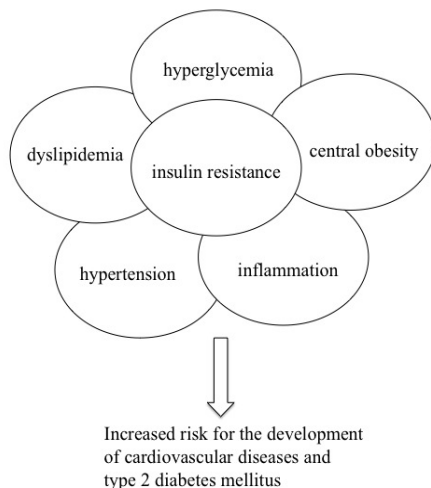 hyperglycemia
dyslipidemia
central obesity
insulin resistance
hypertension
inflammation
Increased risk for the development
of cardiovascular diseases and
type 2 diabetes mellitus